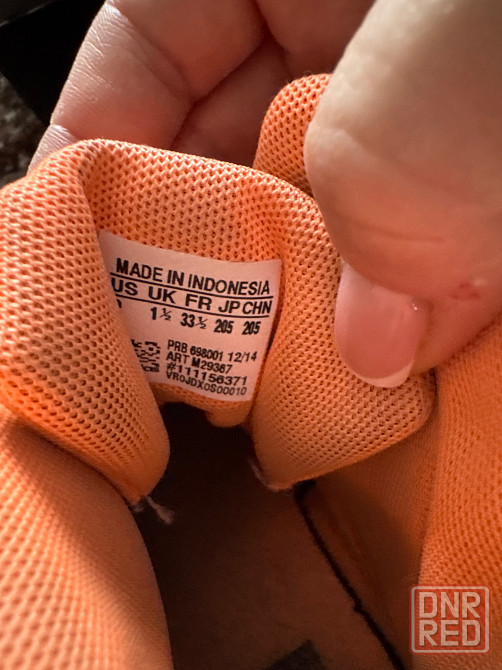 MADE IN INDONESIA
US UK FR JP CHN
1½ 33½ 205 205
PRB 698001 12/14
ART M29387
#111156371
VR0JDX0S00010
DNR
RED